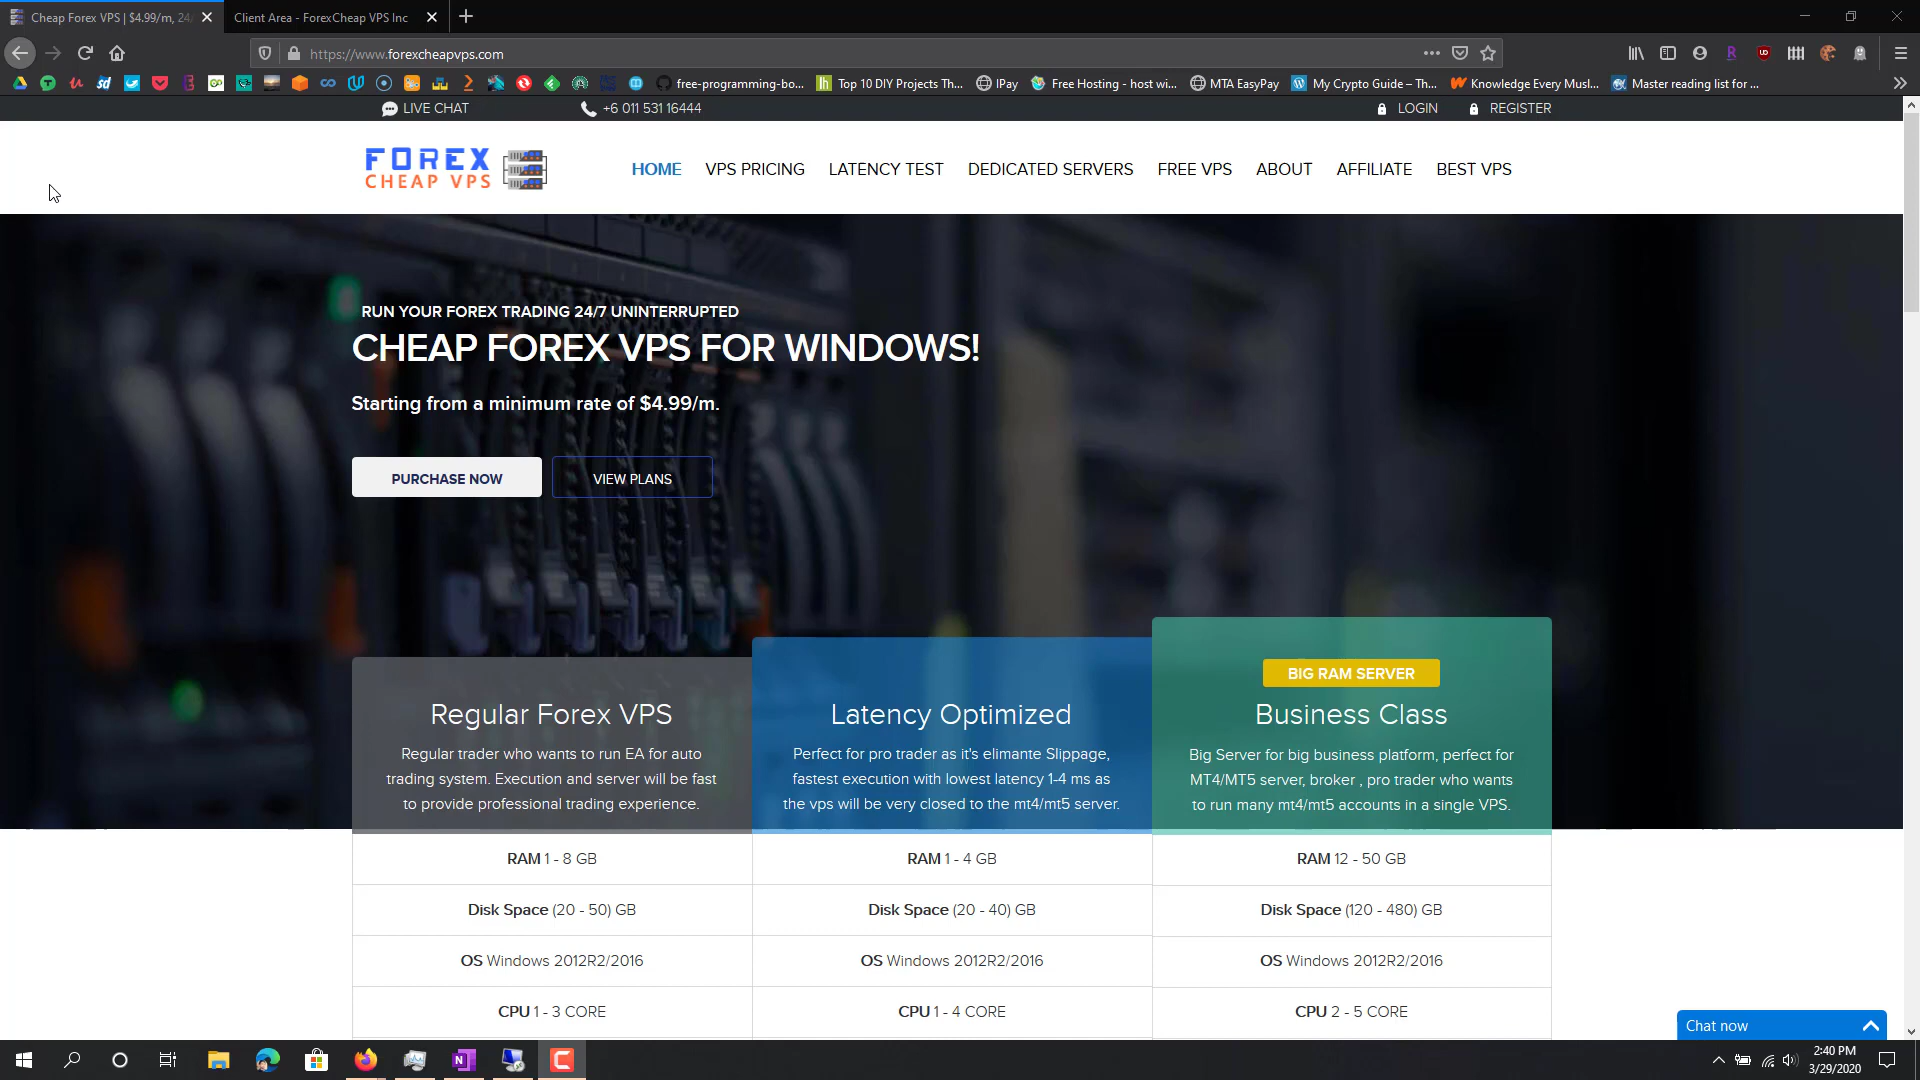 Cheap Forex VPS | $4.99/m, 24/
Client Area - ForexCheap VPS Inc
https://www.forexcheapvps.com
free-programming-bo...
Top 10 DIY Projects Th...
IPay
Free Hosting - host wi...
MTA EasyPay
My Crypto Guide – Th...
Knowledge Every Musl...
Master reading list for ...
LIVE CHAT
+6 011 531 16444
LOGIN
REGISTER
FOREX
CHEAP VPS
HOME
VPS PRICING
LATENCY TEST
DEDICATED SERVERS
FREE VPS
ABOUT
AFFILIATE
BEST VPS
RUN YOUR FOREX TRADING 24/7 UNINTERRUPTED
CHEAP FOREX VPS FOR WINDOWS!
Starting from a minimum rate of $4.99/m.
PURCHASE NOW
VIEW PLANS
Regular Forex VPS
Regular trader who wants to run EA for auto
trading system. Execution and server will be fast
to provide professional trading experience.
RAM 1 - 8 GB
Disk Space (20 - 50) GB
OS Windows 2012R2/2016
CPU 1 - 3 CORE
Latency Optimized
Perfect for pro trader as it's elimante Slippage,
fastest execution with lowest latency 1-4 ms as
the vps will be very closed to the mt4/mt5 server.
RAM 1 - 4 GB
Disk Space (20 - 40) GB
OS Windows 2012R2/2016
CPU 1 - 4 CORE
BIG RAM SERVER
Business Class
Big Server for big business platform, perfect for
MT4/MT5 server, broker , pro trader who wants
to run many mt4/mt5 accounts in a single VPS.
RAM 12 - 50 GB
Disk Space (120 - 480) GB
OS Windows 2012R2/2016
CPU 2 - 5 CORE
Chat now
2:40 PM
3/29/2020